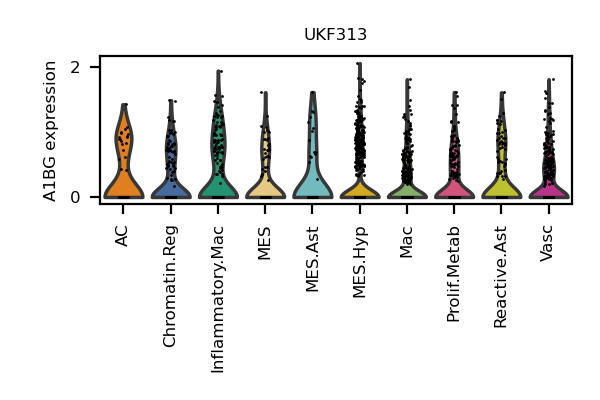 UKF313
A1BG expression
2
0
AC
Chromatin.Reg
Inflammatory.Mac
MES
MES.Ast
MES.Hyp
Mac
Prolif.Metab
Reactive.Ast
Vasc